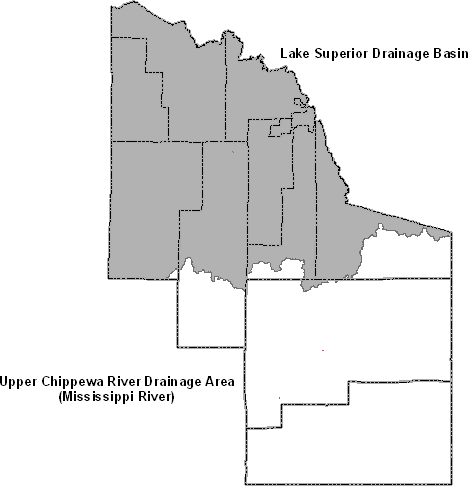 Lake Superior Drainage Basin
Upper Chippewa River Drainage Area
(Mississippi River)